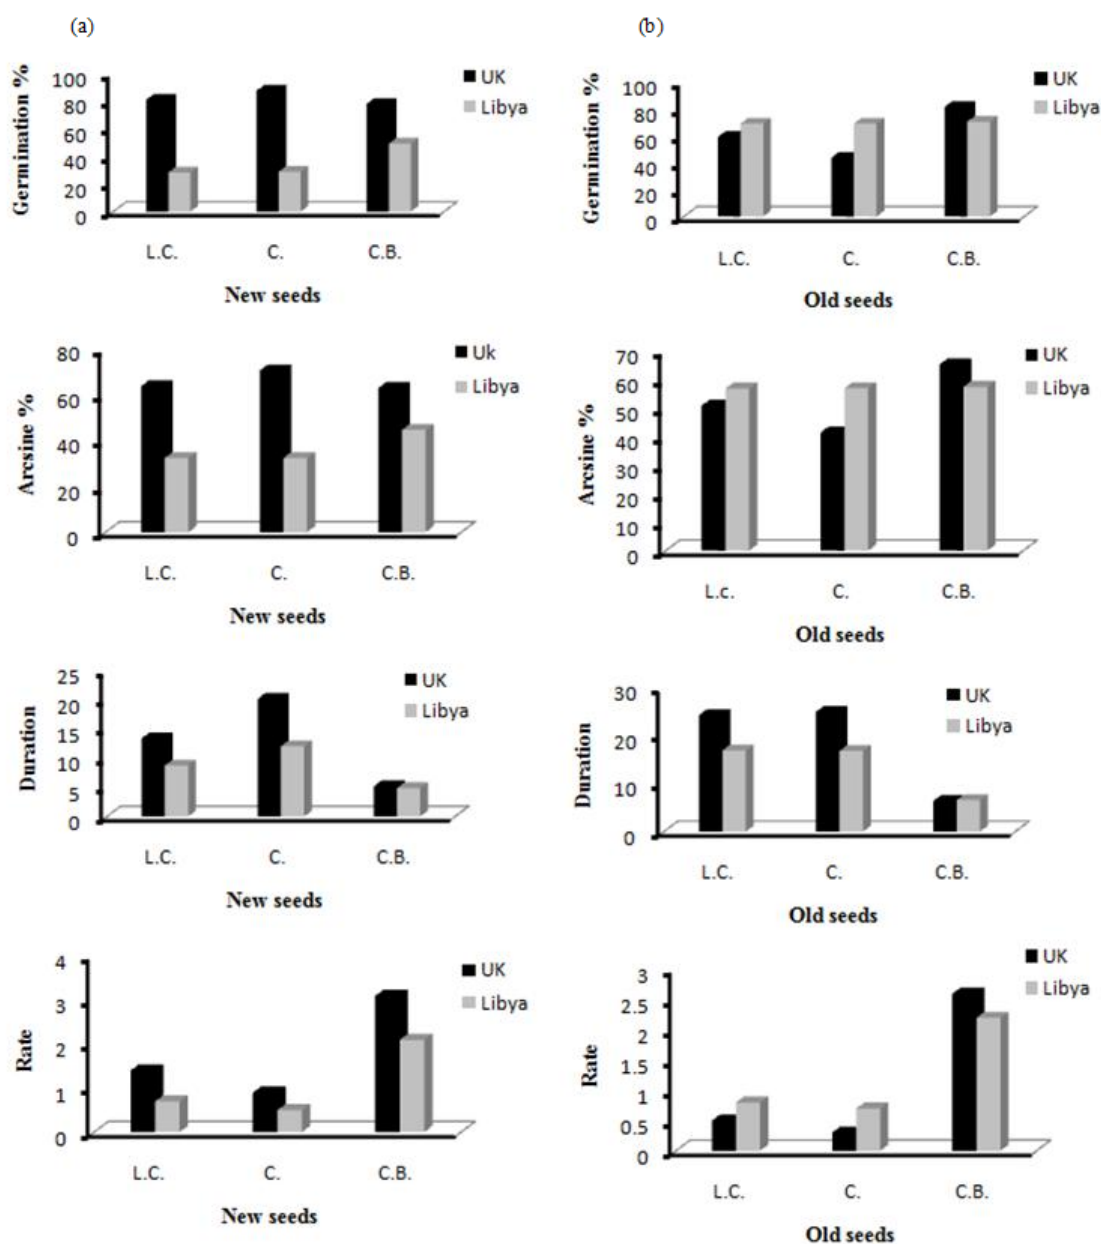 (a)
(b)
Germination %
100
80
60
40
20
0
UK
Libya
L.C.
C.
C.B.
New seeds
Germination %
100
80
60
40
20
0
UK
Libya
L.C.
C.
C.B.
Old seeds
Arcsine %
80
60
40
20
0
Uk
Libya
L.C.
C.
C.B.
New seeds
Arcsine %
70
60
50
40
30
20
10
0
UK
Libya
L.c.
C.
C.B.
Old seeds
Duration
25
20
15
10
5
0
UK
Libya
L.C.
C.
C.B.
New seeds
Duration
30
20
10
0
UK
Libya
L.C.
C.
C.B.
Old seeds
Rate
4
3
2
1
0
UK
Libya
L.C.
C.
C.B.
New seeds
Rate
3
2.5
2
1.5
1
0.5
0
UK
Libya
L.C.
C.
C.B.
Old seeds